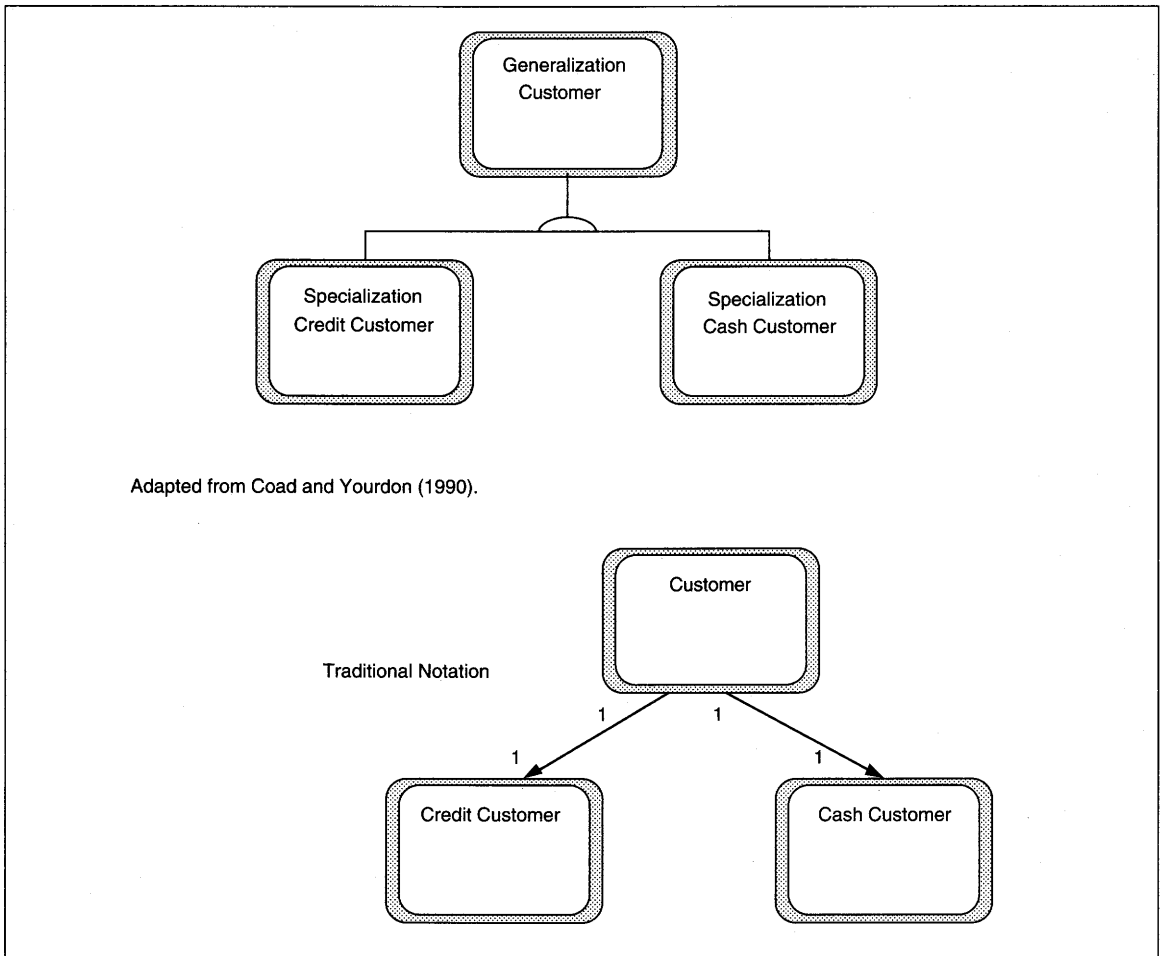 Generalization
Customer
Specialization
Credit Customer
Specialization
Cash Customer
Adapted from Coad and Yourdon (1990).
Customer
Traditional Notation
1
1
1
1
Credit Customer
Cash Customer